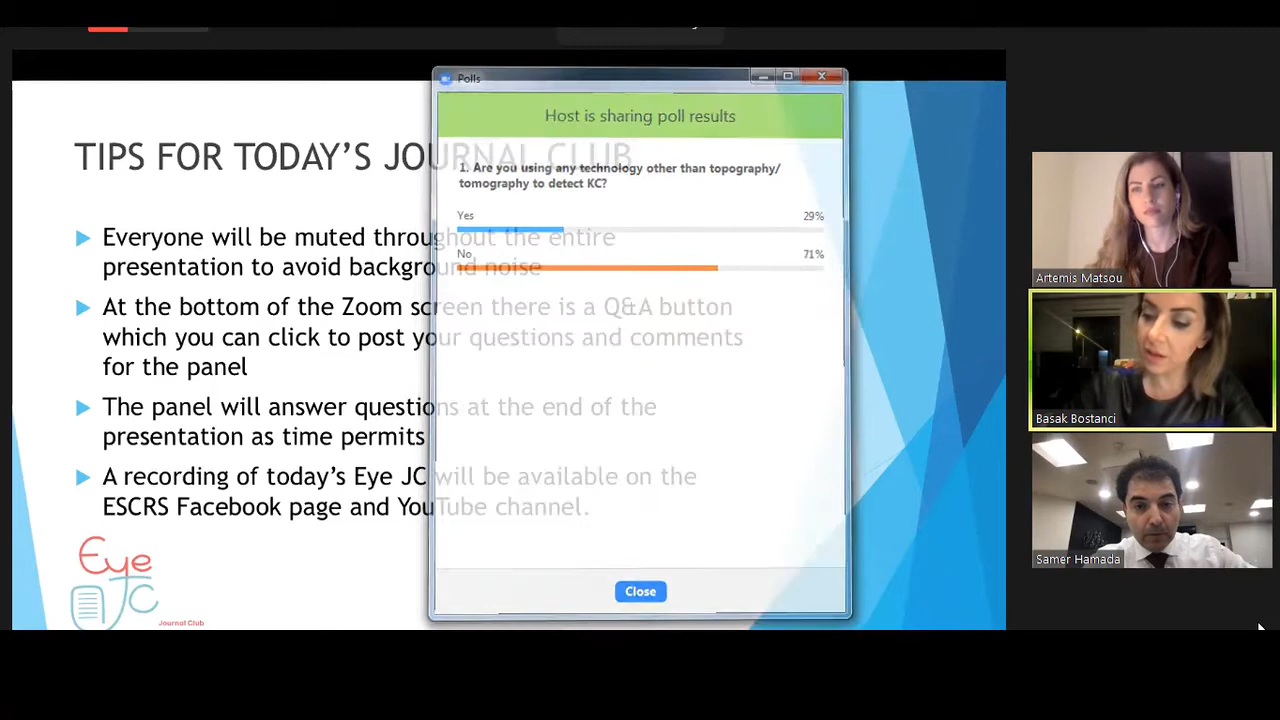 TIPS FOR TODAY'S JOURNAL CLUB
Everyone will be muted throughout the entire
presentation to avoid background noise
At the bottom of the Zoom screen there is a Q&A button
which you can click to post your questions and comments
for the panel
The panel will answer questions at the end of the
presentation as time permits
A recording of today's Eye JC will be available on the
ESCRS Facebook page and YouTube channel.
Eye
JC
Journal Club
Polls
Host is sharing poll results
1. Are you using any technology other than topography/
tomography to detect KC?
Yes 29%
No 71%
Close
Artemis Matsou
Basak Bostanci
Samer Hamada